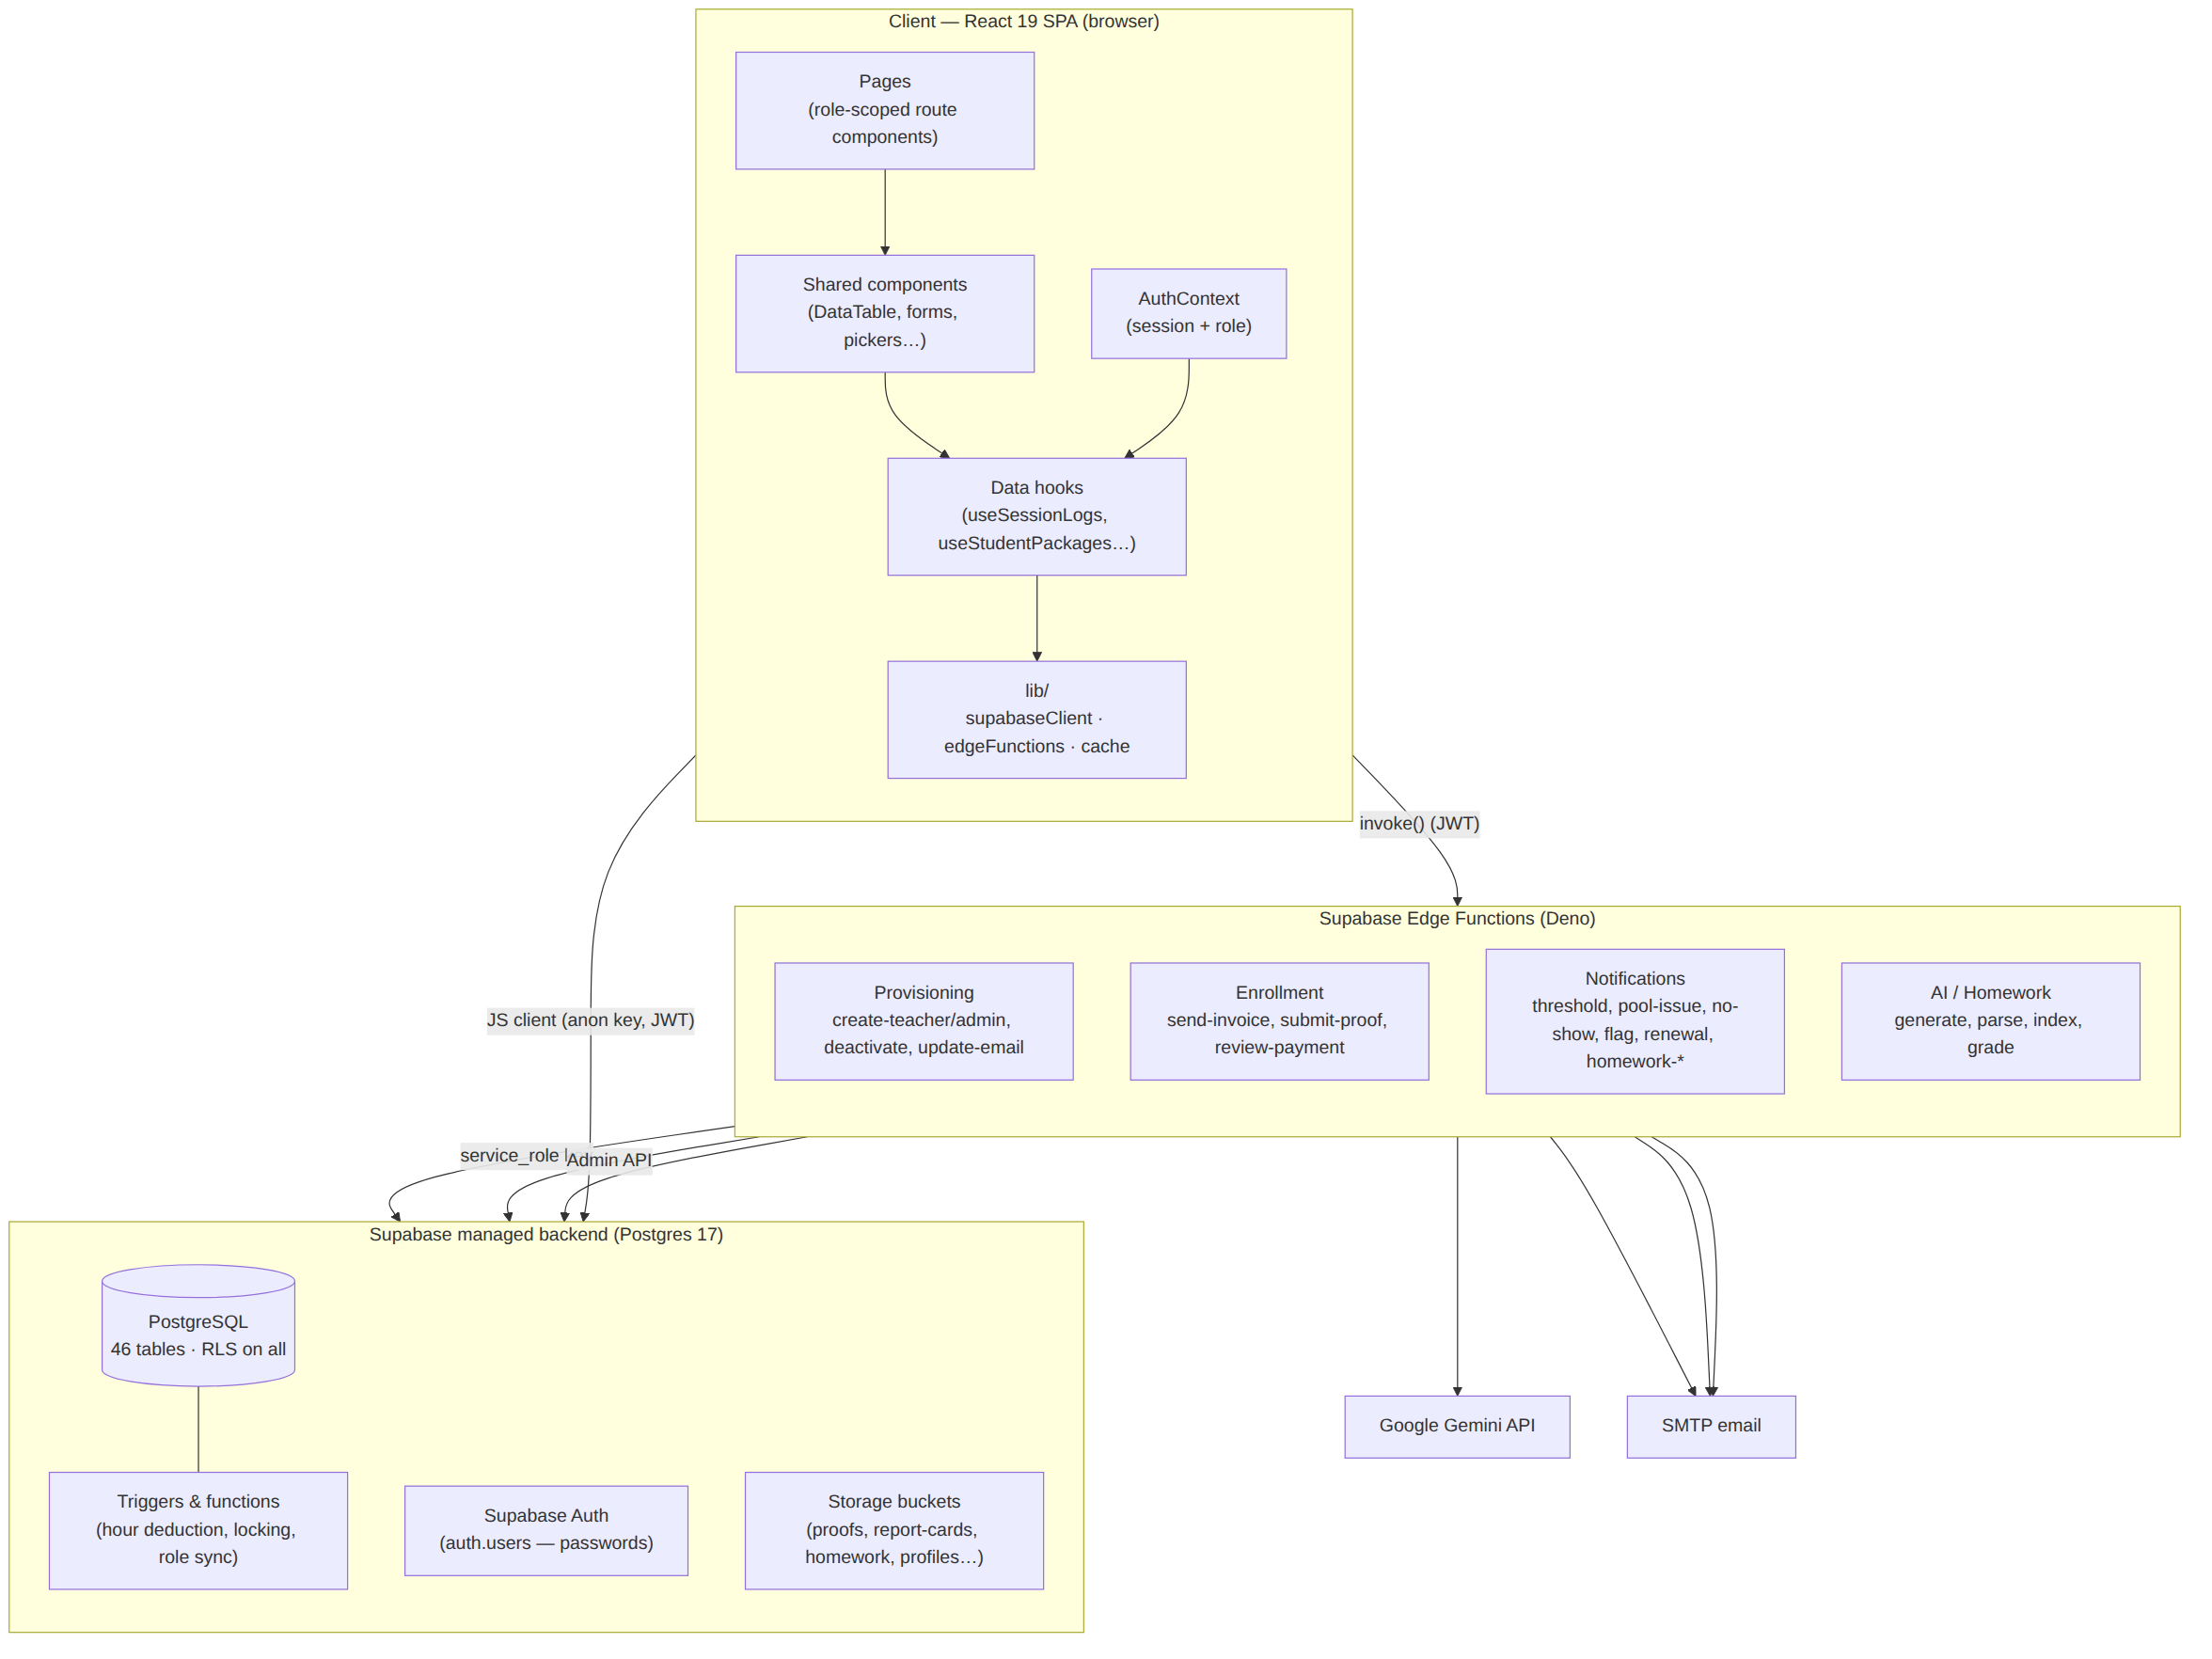 Client — React 19 SPA (browser)
Pages
(role-scoped route
components)
Shared components
(DataTable, forms,
pickers…)
AuthContext
(session + role)
Data hooks
(useSessionLogs,
useStudentPackages…)
lib/
supabaseClient ·
edgeFunctions · cache
invoke() (JWT)
Supabase Edge Functions (Deno)
Provisioning
create-teacher/admin,
deactivate, update-email
Enrollment
send-invoice, submit-proof,
review-payment
Notifications
threshold, pool-issue, no-
show, flag, renewal,
homework-*
AI / Homework
generate, parse, index,
grade
JS client (anon key, JWT)
service_role
Admin API
Supabase managed backend (Postgres 17)
PostgreSQL
46 tables · RLS on all
Triggers & functions
(hour deduction, locking,
role sync)
Supabase Auth
(auth.users — passwords)
Storage buckets
(proofs, report-cards,
homework, profiles…)
Google Gemini API
SMTP email